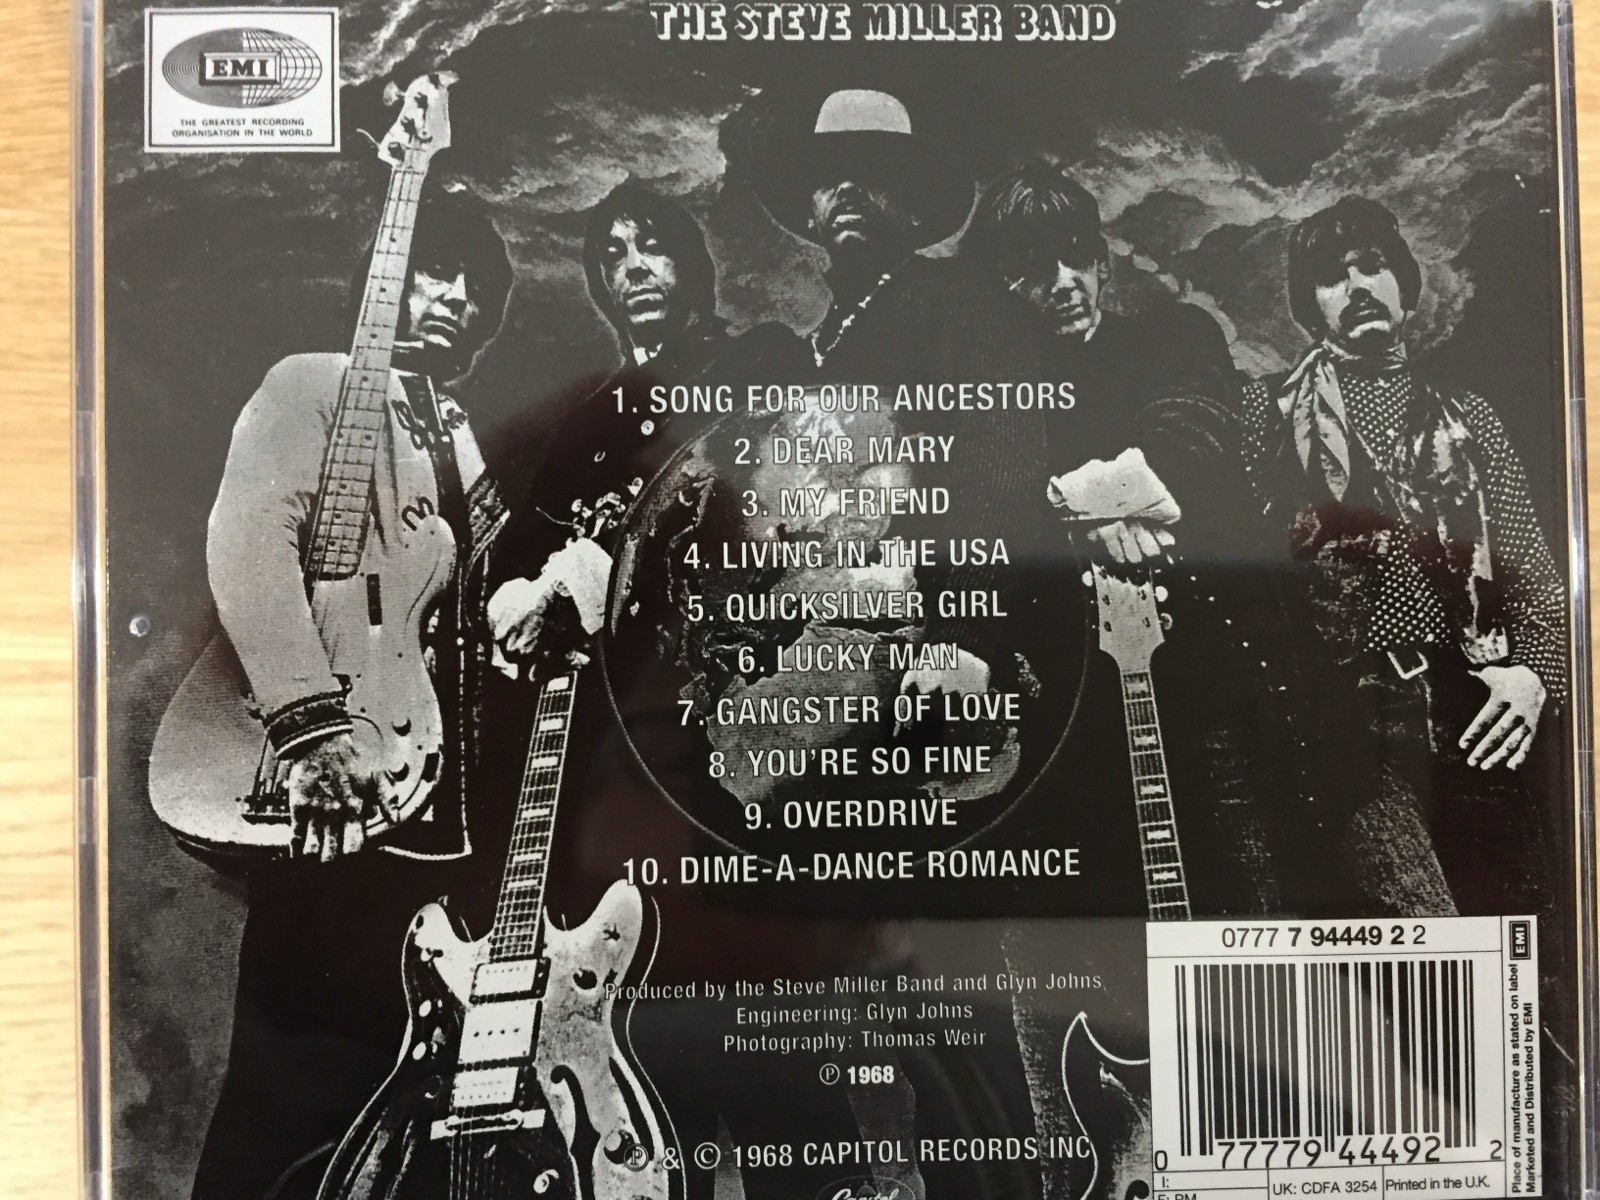 THE STEVE MILLER BAND
EMI
THE GREATEST RECORDING
ORGANISATION IN THE WORLD
1. SONG FOR OUR ANCESTORS
2. DEAR MARY
3. MY FRIEND
4. LIVING IN THE USA
5. QUICKSILVER GIRL
6. LUCKY MAN
7. GANGSTER OF LOVE
8. YOU'RE SO FINE
9. OVERDRIVE
10. DIME-A-DANCE ROMANCE
Produced by the Steve Miller Band and Glyn Johns
Engineering: Glyn Johns
Photography: Thomas Weir
℗ 1968
℗ & © 1968 CAPITOL RECORDS INC
Capitol
0777 7 94449 2 2
EMI
Place of manufacture as stated on label
Marketed and Distributed by EMI
0 77779 44492 2
I:
UK: CDFA 3254
Printed in the U.K.